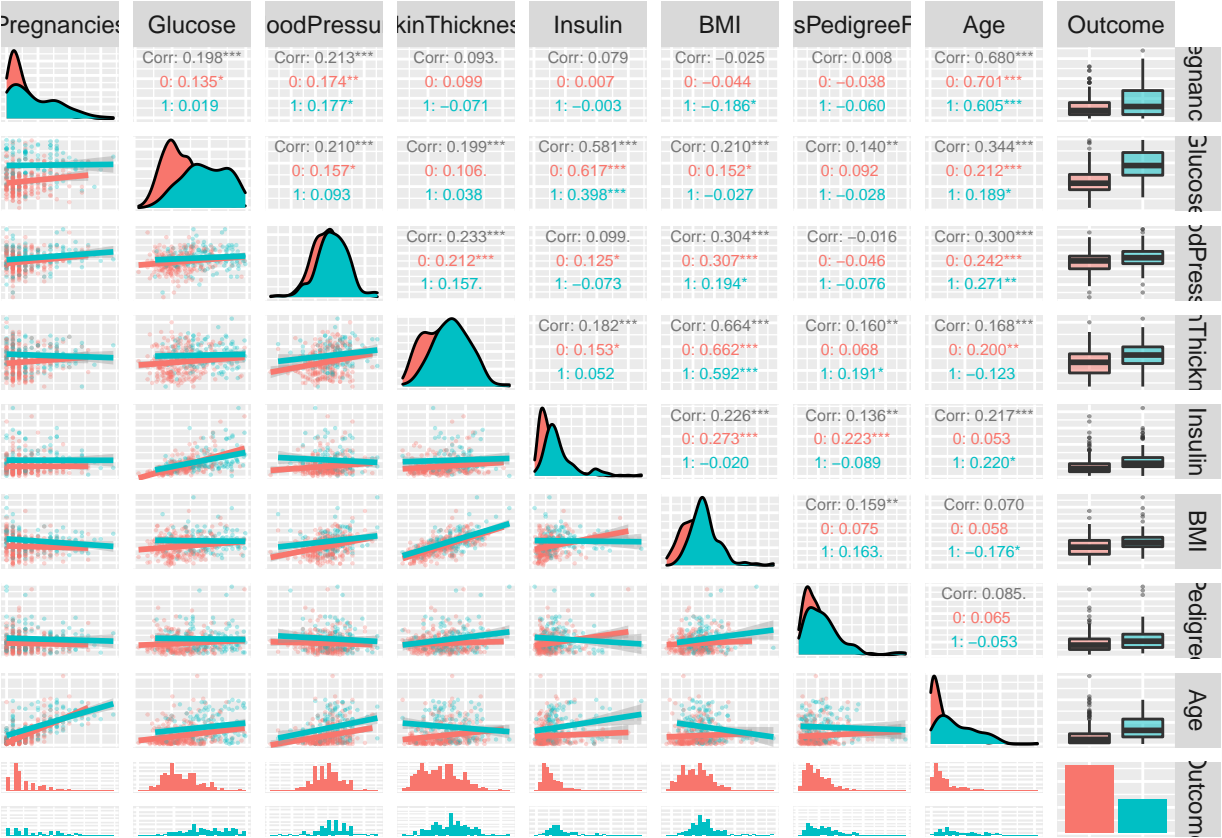 Pregnancies
Glucose
oodPressu
kinThicknes
Insulin
BMI
sPedigreeF
Age
Outcome
Corr: 0.198***
0: 0.135*
1: 0.019
Corr: 0.213***
0: 0.174**
1: 0.177*
Corr: 0.093.
0: 0.099
1: −0.071
Corr: 0.079
0: 0.007
1: −0.003
Corr: −0.025
0: −0.044
1: −0.186*
Corr: 0.008
0: −0.038
1: −0.060
Corr: 0.680***
0: 0.701***
1: 0.605***
egnanc
Corr: 0.210***
0: 0.157*
1: 0.093
Corr: 0.199***
0: 0.106.
1: 0.038
Corr: 0.581***
0: 0.617***
1: 0.398***
Corr: 0.210***
0: 0.152*
1: −0.027
Corr: 0.140**
0: 0.092
1: −0.028
Corr: 0.344***
0: 0.212***
1: 0.189*
Glucose
Corr: 0.233***
0: 0.212***
1: 0.157.
Corr: 0.099.
0: 0.125*
1: −0.073
Corr: 0.304***
0: 0.307***
1: 0.194*
Corr: −0.016
0: −0.046
1: −0.076
Corr: 0.300***
0: 0.242***
1: 0.271**
odPress
Corr: 0.182***
0: 0.153*
1: 0.052
Corr: 0.664***
0: 0.662***
1: 0.592***
Corr: 0.160**
0: 0.068
1: 0.191*
Corr: 0.168***
0: 0.200**
1: −0.123
nThickn
Corr: 0.226***
0: 0.273***
1: −0.020
Corr: 0.136**
0: 0.223***
1: −0.089
Corr: 0.217***
0: 0.053
1: 0.220*
Insulin
Corr: 0.159**
0: 0.075
1: 0.163.
Corr: 0.070
0: 0.058
1: −0.176*
BMI
Corr: 0.085.
0: 0.065
1: −0.053
Pedigree
Age
Outcome